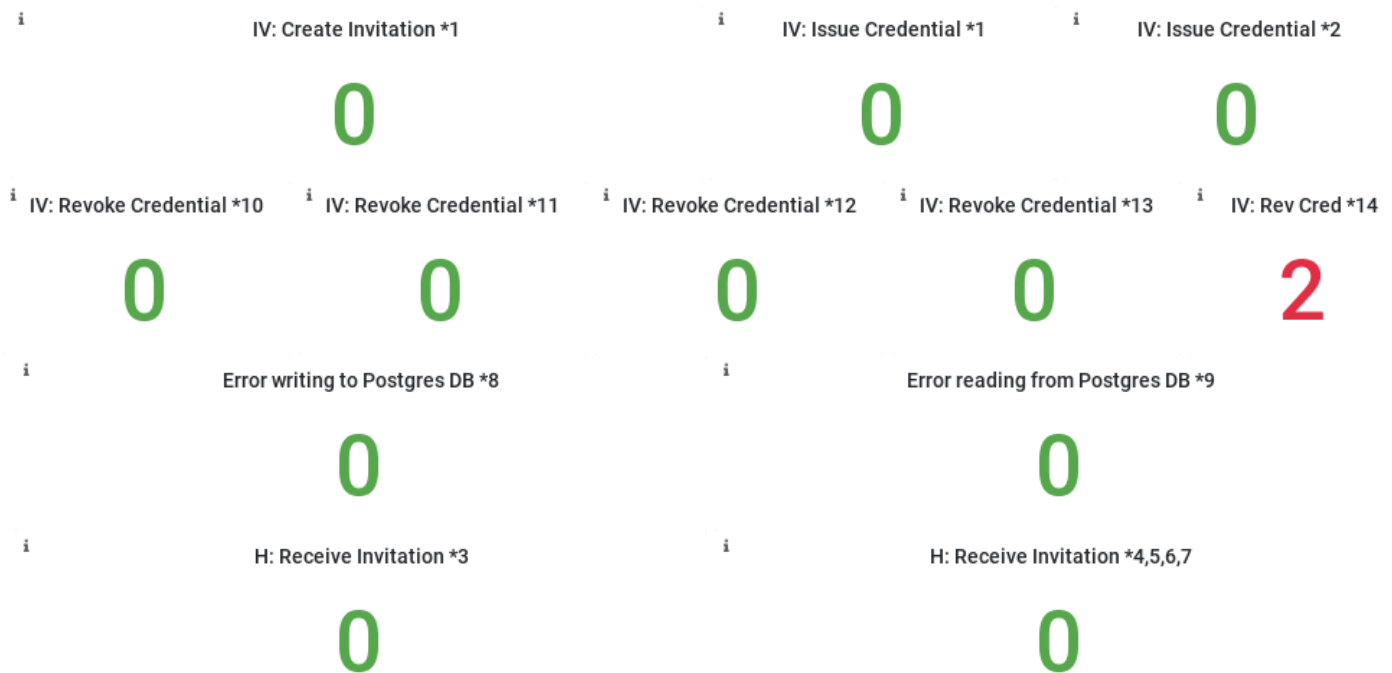 i IV: Create Invitation *1 i IV: Issue Credential *1 i IV: Issue Credential *2
0 0 0
i IV: Revoke Credential *10 i IV: Revoke Credential *11 i IV: Revoke Credential *12 i IV: Revoke Credential *13 i IV: Rev Cred *14
0 0 0 0 2
i Error writing to Postgres DB *8 i Error reading from Postgres DB *9
0 0
i H: Receive Invitation *3 i H: Receive Invitation *4,5,6,7
0 0